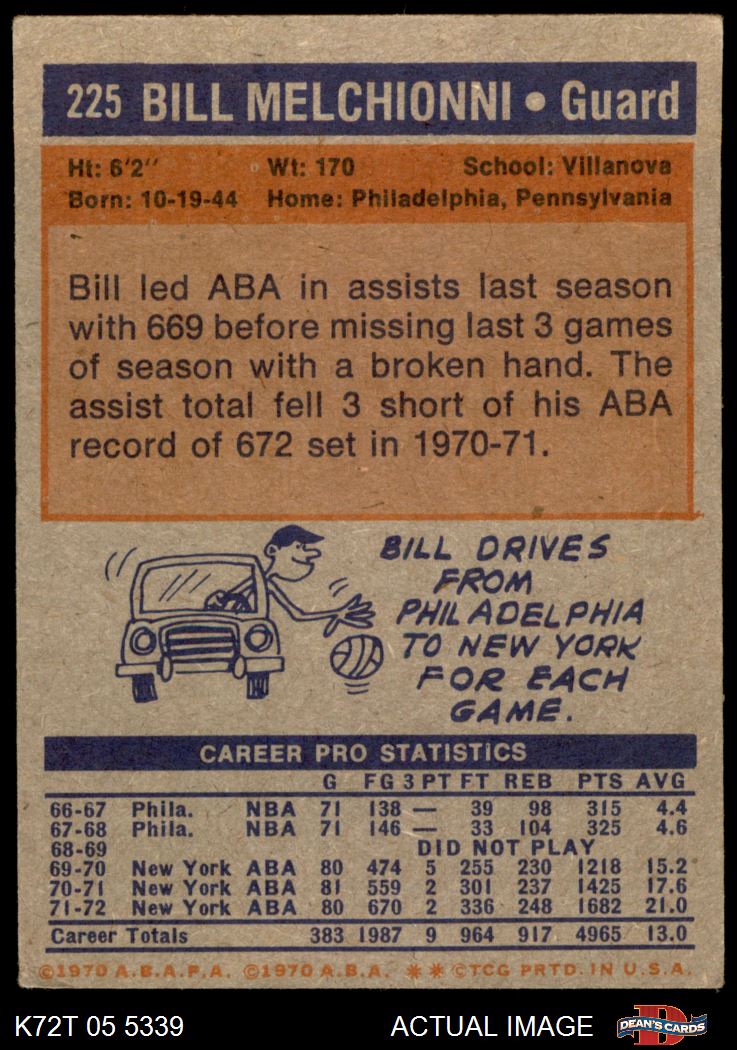 225 BILL MELCHIONNI • Guard
Ht: 6'2" Wt: 170 School: Villanova
Born: 10-19-44 Home: Philadelphia, Pennsylvania
Bill led ABA in assists last season
with 669 before missing last 3 games
of season with a broken hand. The
assist total fell 3 short of his ABA
record of 672 set in 1970-71.
BILL DRIVES
FROM
PHILADELPHIA
TO NEW YORK
FOR EACH
GAME.
CAREER PRO STATISTICS
G FG 3 PT FT REB PTS AVG
66-67 Phila. NBA 71 138 — 39 98 315 4.4
67-68 Phila. NBA 71 146 — 33 104 325 4.6
68-69 DID NOT PLAY
69-70 New York ABA 80 474 5 255 230 1218 15.2
70-71 New York ABA 81 559 2 301 237 1425 17.6
71-72 New York ABA 80 670 2 336 248 1682 21.0
Career Totals 383 1987 9 964 917 4965 13.0
©1970 A.B.A.P.A. ©1970 A.B.A. ** ©TCG PRTD. IN U.S.A.
K72T 05 5339 ACTUAL IMAGE D DEAN'S CARDS